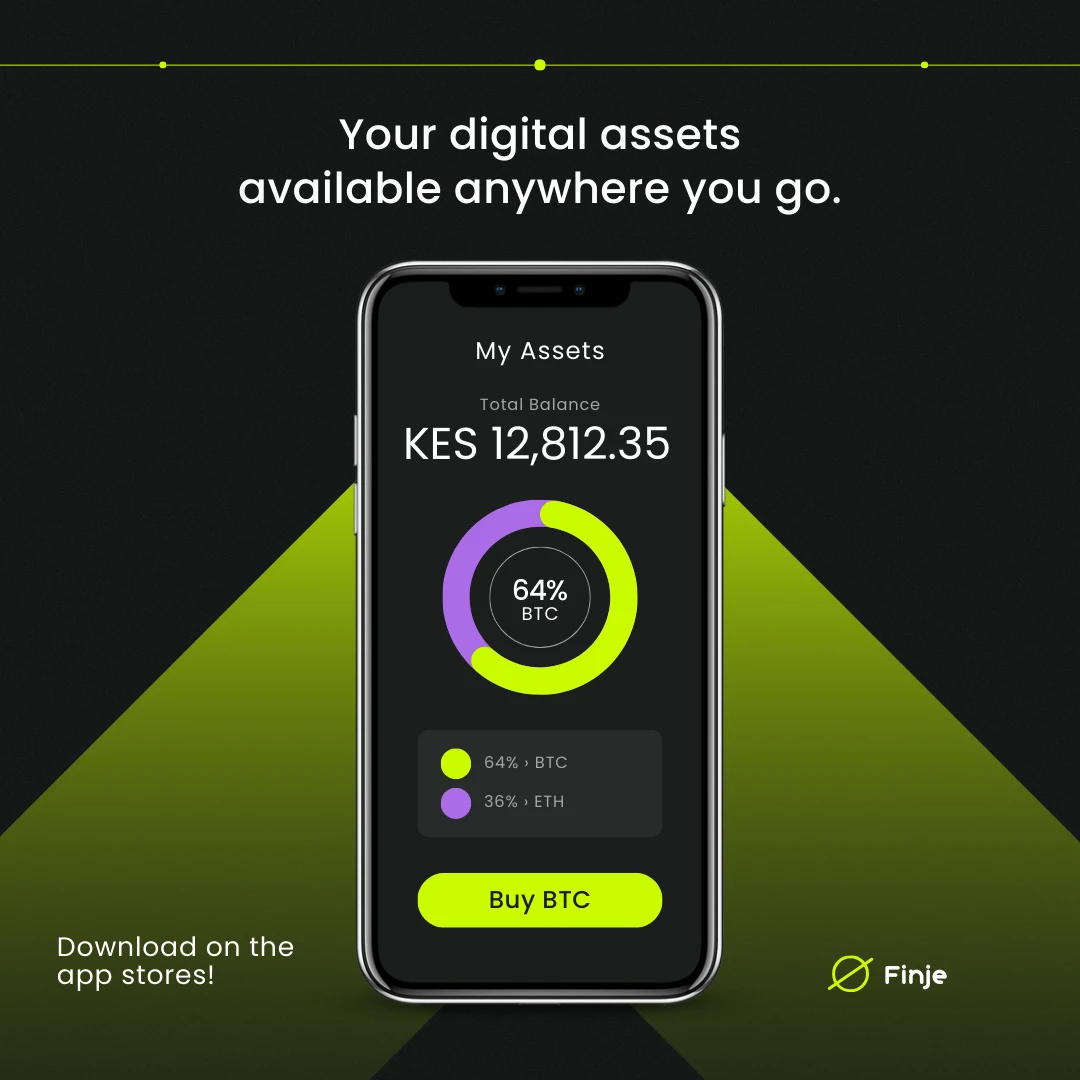 Your digital assets
available anywhere you go.
My Assets
Total Balance
KES 12,812.35
64%
BTC
64% › BTC
36% › ETH
Buy BTC
Download on the
app stores!
Finje